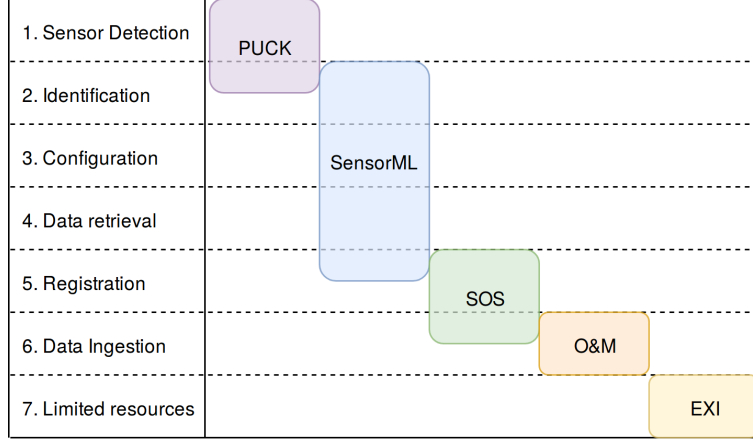 1. Sensor Detection
PUCK
2. Identification
3. Configuration
SensorML
4. Data retrieval
5. Registration
SOS
6. Data Ingestion
O&M
7. Limited resources
EXI